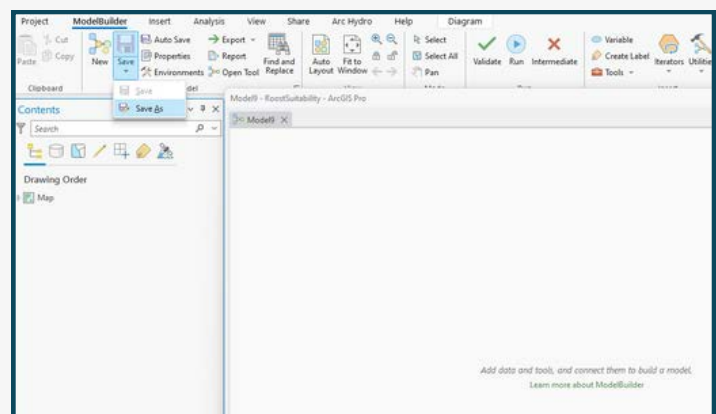 Project ModelBuilder Insert Analysis View Share Arc Hydro Help Diagram
Cut
Copy
Paste
New
Save
Auto Save
Properties
Environments
Export
Report
Open Tool
Find and Replace
Auto Layout
Fit to Window
Select
Select All
Pan
Validate
Run
Intermediate
Variable
Create Label
Tools
Iterators
Utilities
Clipboard
Save
Save As
Contents
Search
Drawing Order
Map
Model9 - RoostSuitability - ArcGIS Pro
Model9
Add data and tools, and connect them to build a model.
Learn more about ModelBuilder